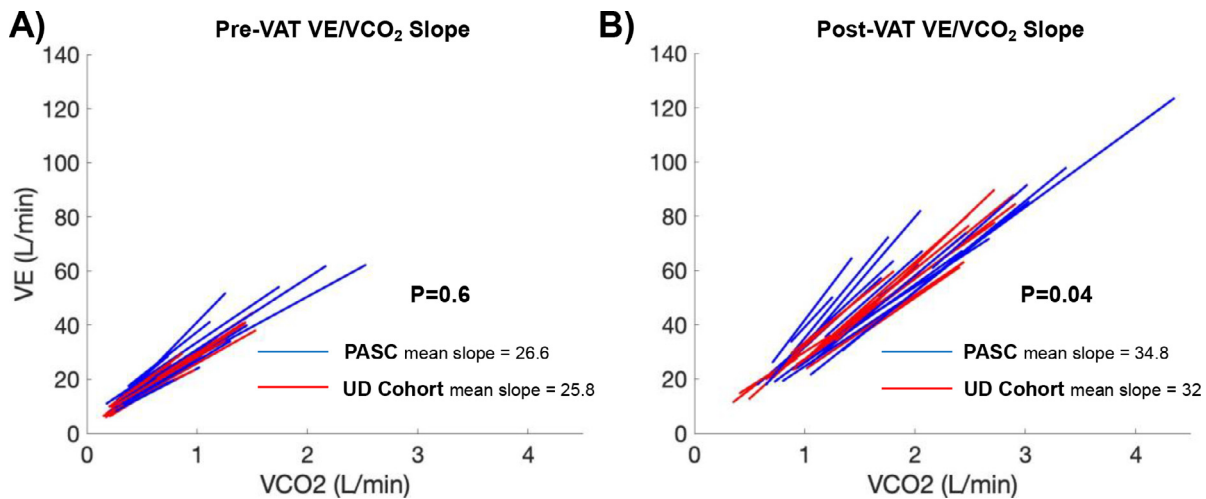 A)
Pre-VAT VE/VCO₂ Slope
140
120
100
80
60
40
20
0
VE (L/min)
P=0.6
PASC mean slope = 26.6
UD Cohort mean slope = 25.8
0 1 2 3 4
VCO2 (L/min)
B)
Post-VAT VE/VCO₂ Slope
140
120
100
80
60
40
20
0
P=0.04
PASC mean slope = 34.8
UD Cohort mean slope = 32
0 1 2 3 4
VCO2 (L/min)